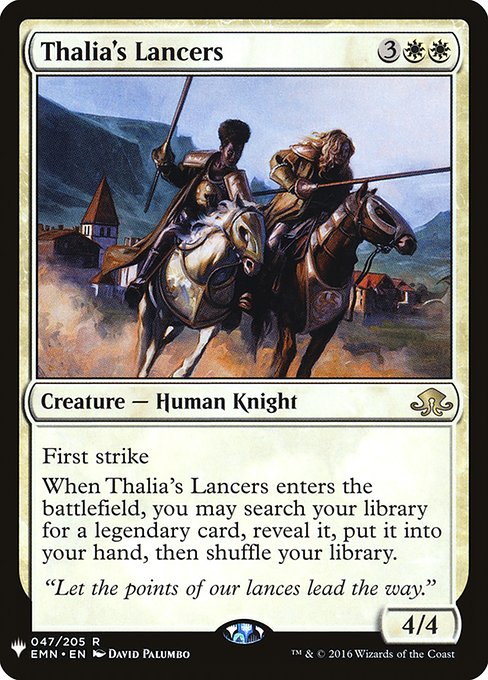 Thalia's Lancers 3
Creature — Human Knight
First strike
When Thalia's Lancers enters the
battlefield, you may search your library
for a legendary card, reveal it, put it into
your hand, then shuffle your library.
“Let the points of our lances lead the way.”
4/4
047/205 R
EMN • EN DAVID PALUMBO
™ & © 2016 Wizards of the Coast